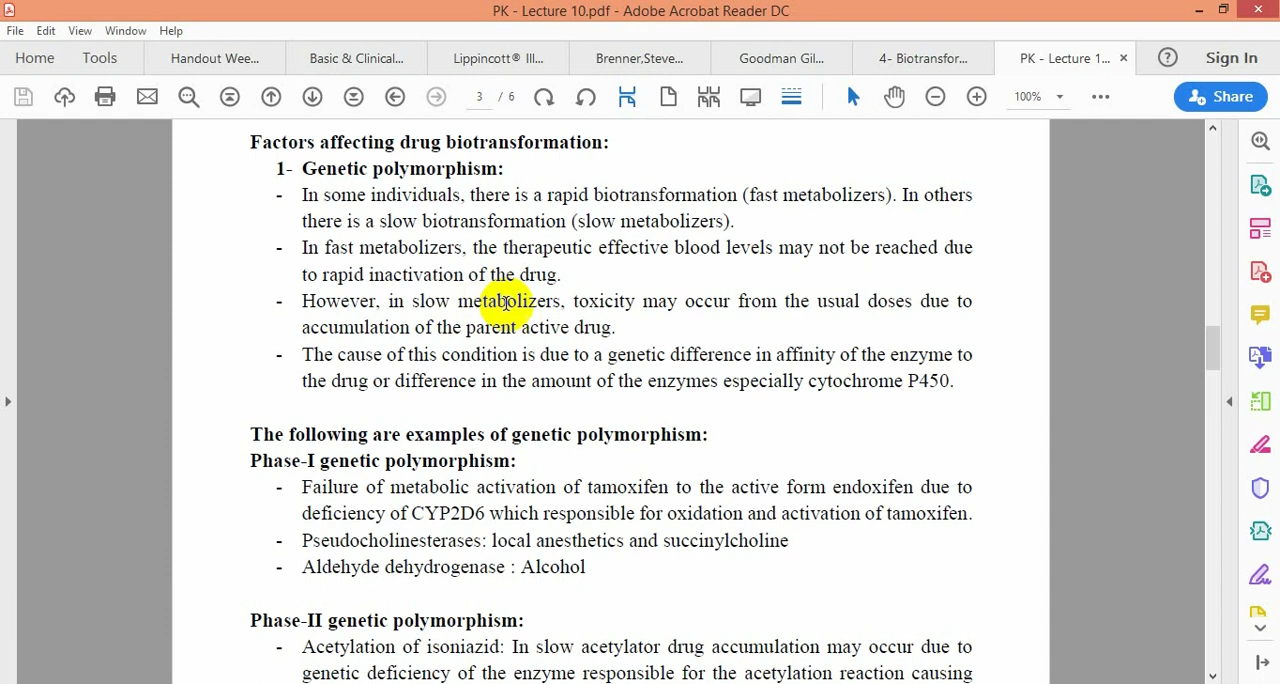 PK - Lecture 10.pdf - Adobe Acrobat Reader DC
File Edit View Window Help
Home Tools Handout Wee... Basic & Clinical... Lippincott® Ill... Brenner,Steve... Goodman Gil... 4- Biotransfor... PK - Lecture 1... Sign In
3 / 6 100% Share
Factors affecting drug biotransformation:
1- Genetic polymorphism:
- In some individuals, there is a rapid biotransformation (fast metabolizers). In others
there is a slow biotransformation (slow metabolizers).
- In fast metabolizers, the therapeutic effective blood levels may not be reached due
to rapid inactivation of the drug.
- However, in slow metabolizers, toxicity may occur from the usual doses due to
accumulation of the parent active drug.
- The cause of this condition is due to a genetic difference in affinity of the enzyme to
the drug or difference in the amount of the enzymes especially cytochrome P450.
The following are examples of genetic polymorphism:
Phase-I genetic polymorphism:
- Failure of metabolic activation of tamoxifen to the active form endoxifen due to
deficiency of CYP2D6 which responsible for oxidation and activation of tamoxifen.
- Pseudocholinesterases: local anesthetics and succinylcholine
- Aldehyde dehydrogenase : Alcohol
Phase-II genetic polymorphism:
- Acetylation of isoniazid: In slow acetylator drug accumulation may occur due to
genetic deficiency of the enzyme responsible for the acetylation reaction causing